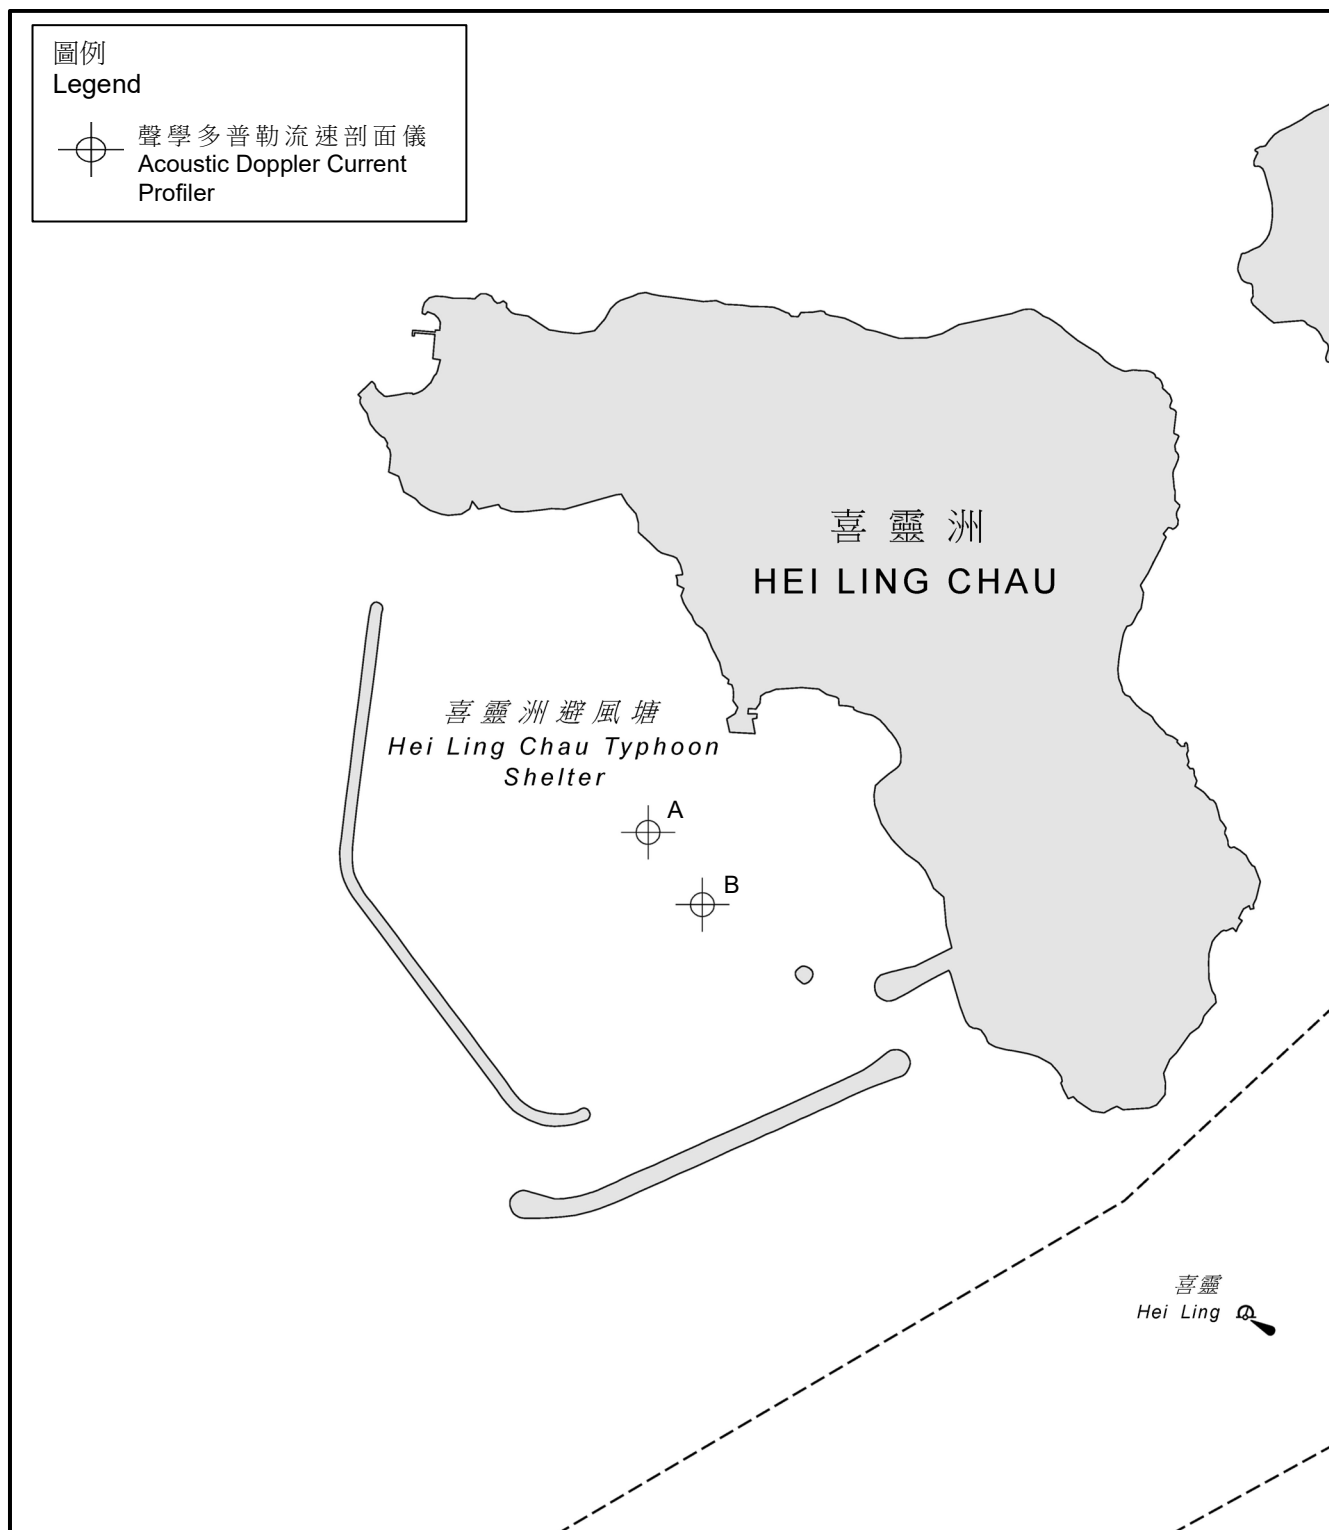 圖例
Legend
聲學多普勒流速剖面儀
Acoustic Doppler Current
Profiler
喜靈洲
HEI LING CHAU
喜靈洲避風塘
Hei Ling Chau Typhoon
Shelter
A
B
喜靈
Hei Ling